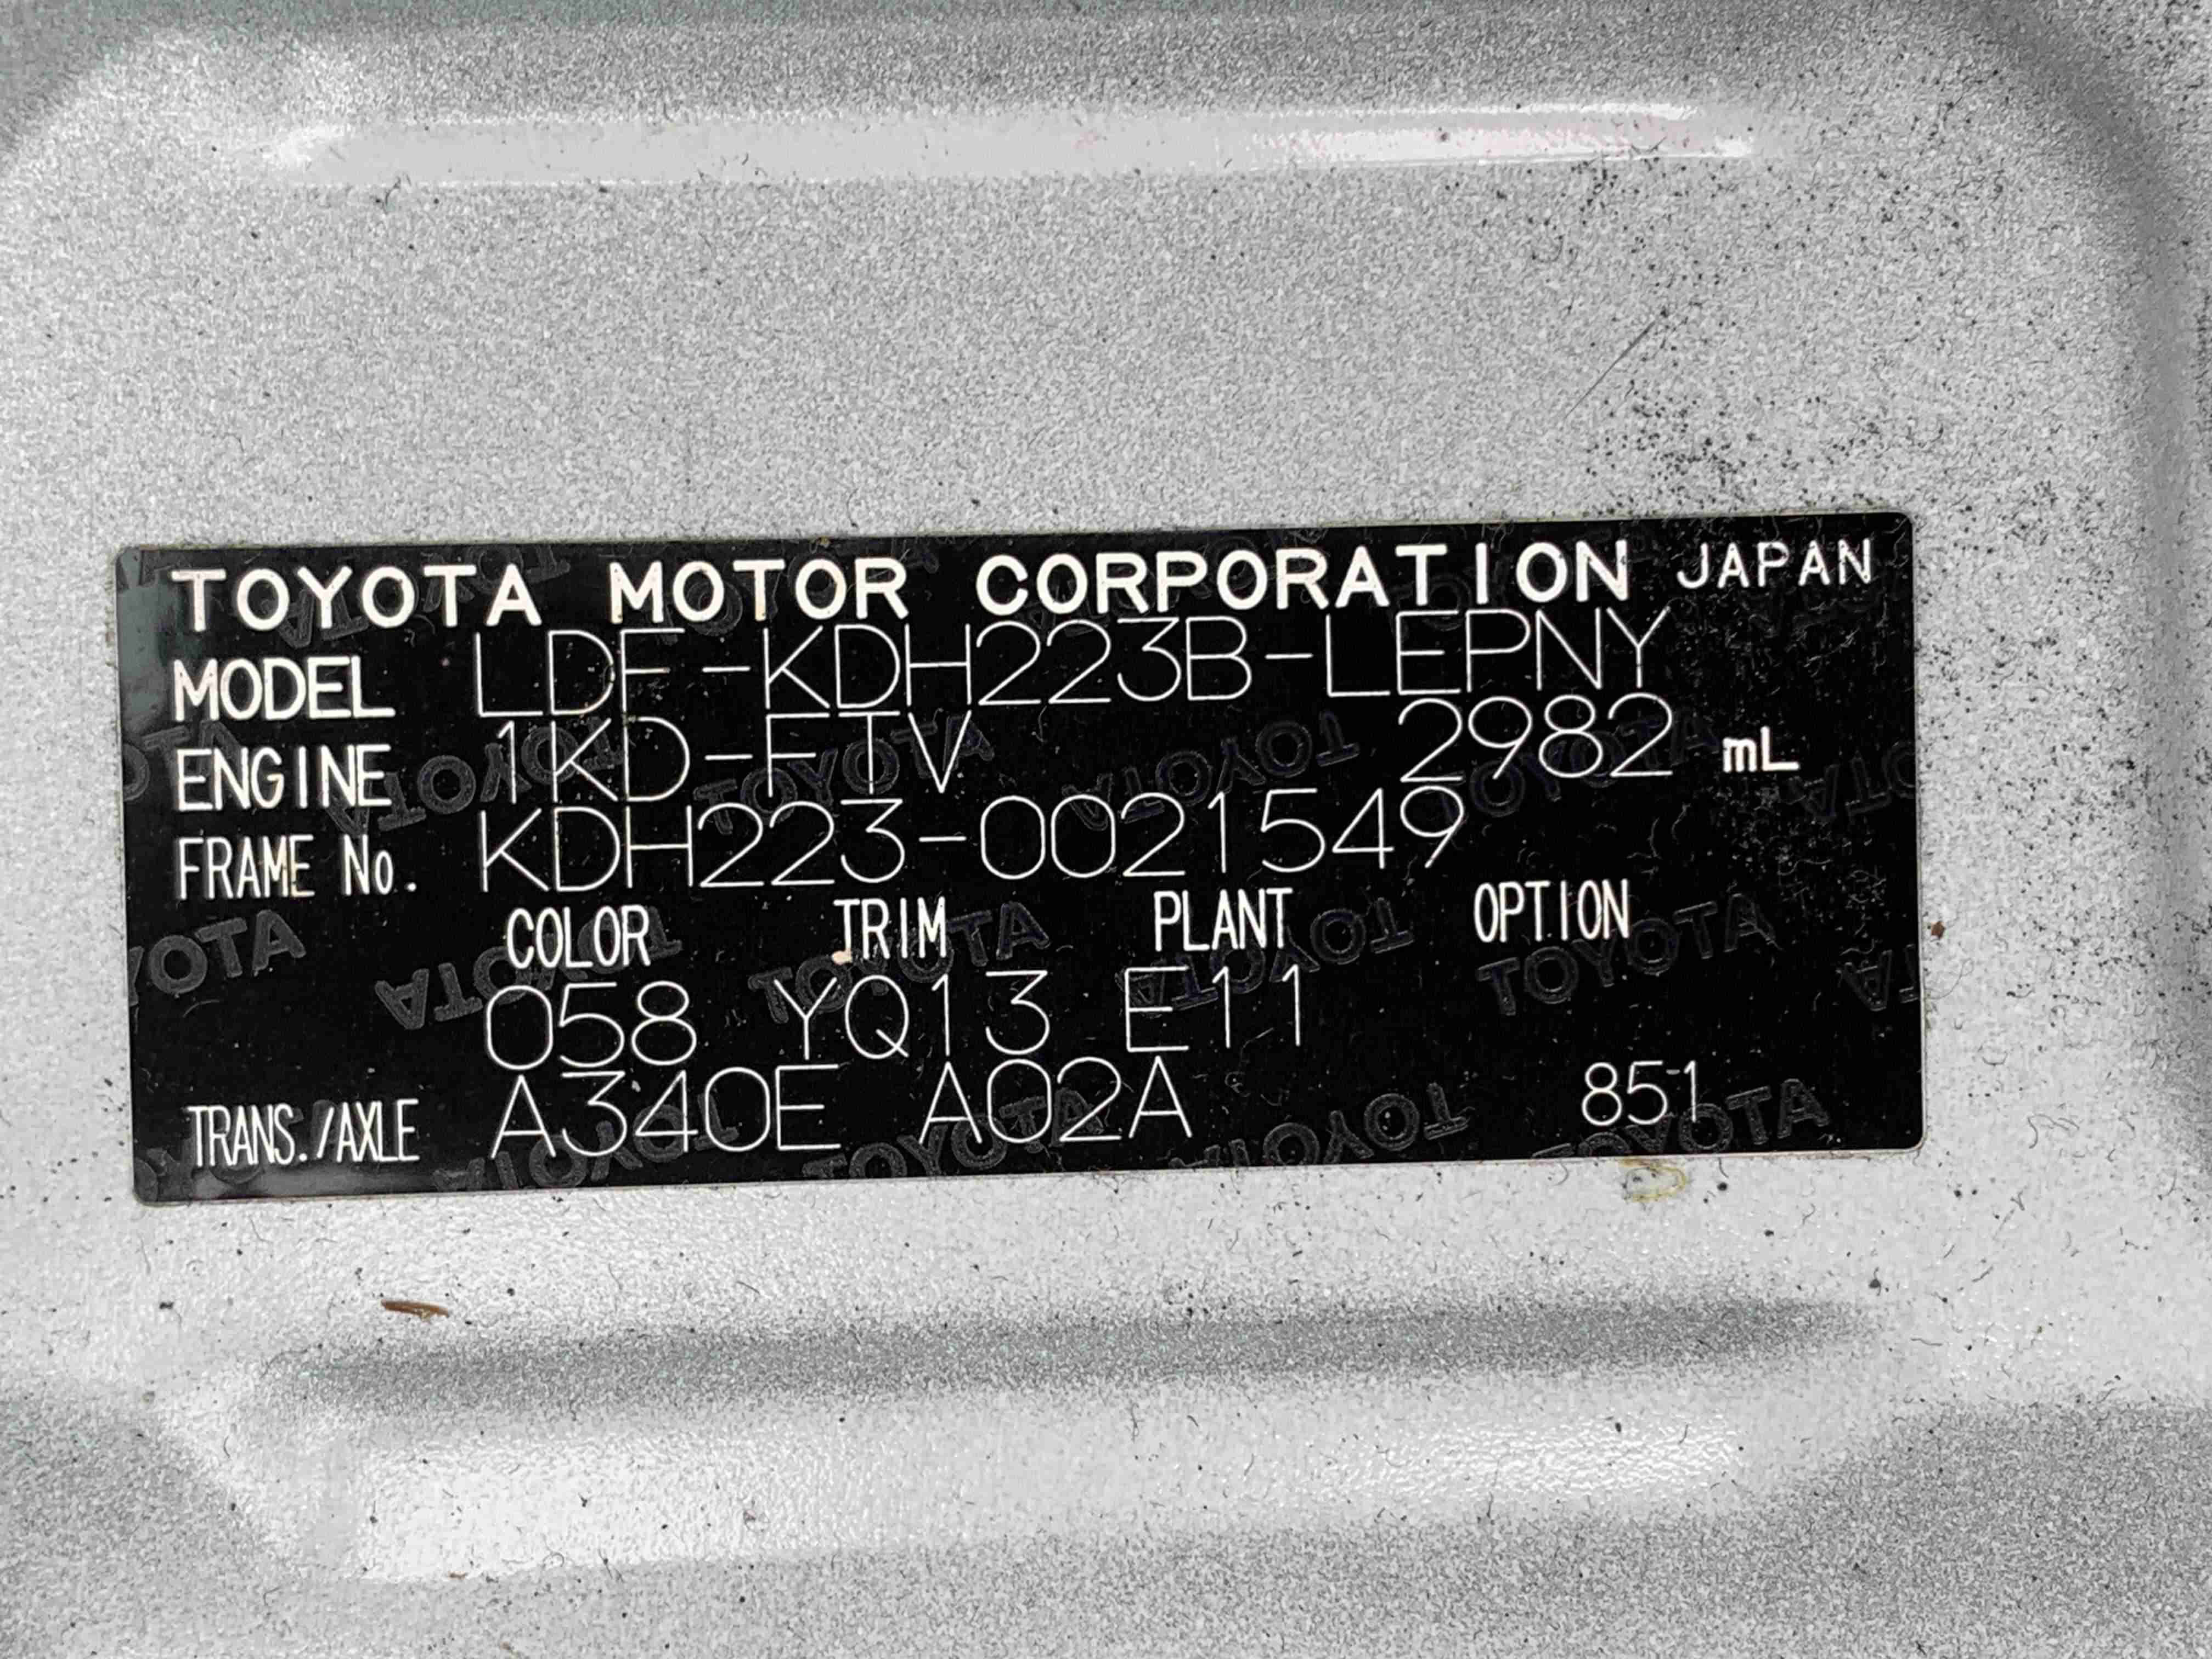 TOYOTA MOTOR CORPORATION JAPAN
MODEL LDF-KDH223B-LEPNY
ENGINE 1KD-FTV 2982 mL
FRAME No. KDH223-0021549
COLOR TRIM PLANT OPTION
058 YQ13 E11
TRANS./AXLE A340E A02A 851